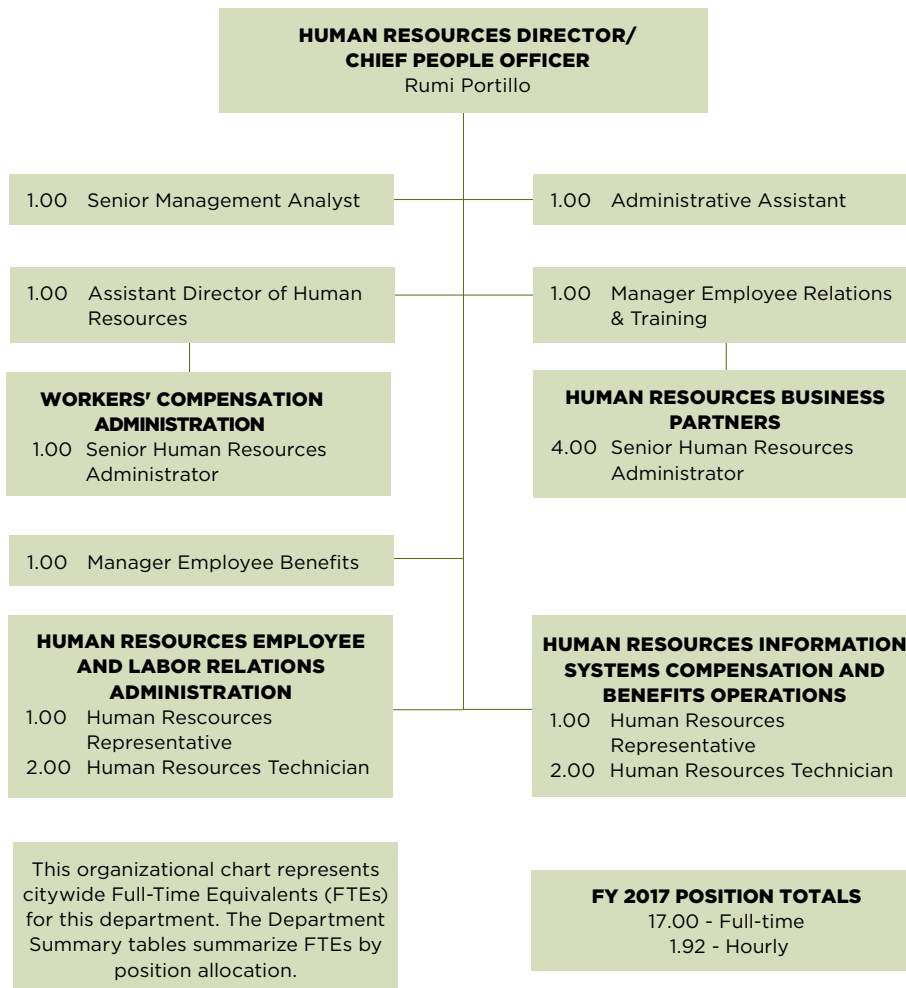 HUMAN RESOURCES DIRECTOR/
CHIEF PEOPLE OFFICER
Rumi Portillo
1.00 Senior Management Analyst
1.00 Administrative Assistant
1.00 Assistant Director of Human
Resources
1.00 Manager Employee Relations
& Training
WORKERS' COMPENSATION
ADMINISTRATION
1.00 Senior Human Resources
Administrator
HUMAN RESOURCES BUSINESS
PARTNERS
4.00 Senior Human Resources
Administrator
1.00 Manager Employee Benefits
HUMAN RESOURCES EMPLOYEE
AND LABOR RELATIONS
ADMINISTRATION
1.00 Human Rescources
Representative
2.00 Human Resources Technician
HUMAN RESOURCES INFORMATION
SYSTEMS COMPENSATION AND
BENEFITS OPERATIONS
1.00 Human Resources
Representative
2.00 Human Resources Technician
This organizational chart represents
citywide Full-Time Equivalents (FTEs)
for this department. The Department
Summary tables summarize FTEs by
position allocation.
FY 2017 POSITION TOTALS
17.00 - Full-time
1.92 - Hourly